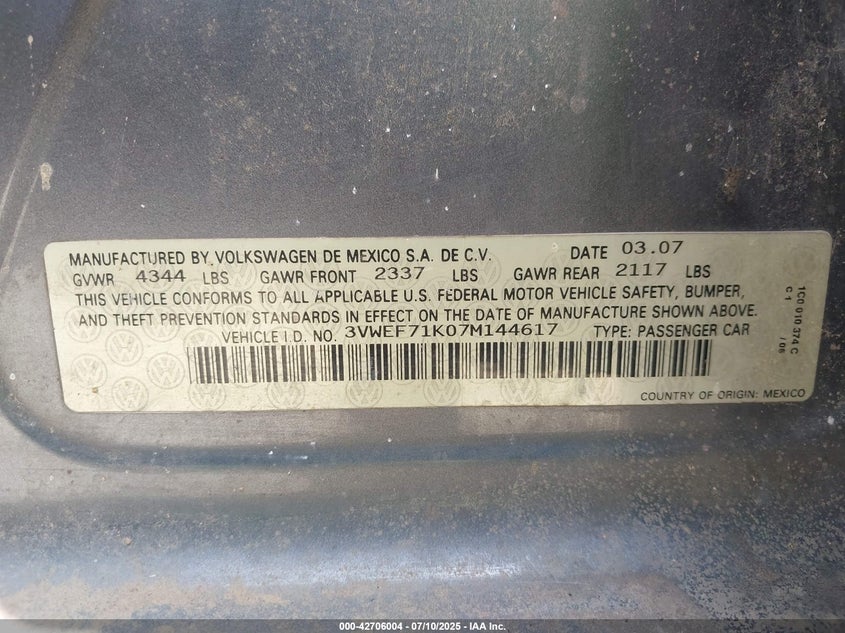 MANUFACTURED BY VOLKSWAGEN DE MEXICO S.A. DE C.V. DATE 03.07
GVWR 4344 LBS GAWR FRONT 2337 LBS GAWR REAR 2117 LBS
THIS VEHICLE CONFORMS TO ALL APPLICABLE U.S. FEDERAL MOTOR VEHICLE SAFETY, BUMPER,
AND THEFT PREVENTION STANDARDS IN EFFECT ON THE DATE OF MANUFACTURE SHOWN ABOVE.
VEHICLE I.D. NO. 3VWEF71K07M144617 TYPE: PASSENGER CAR
COUNTRY OF ORIGIN: MEXICO
1C0 010 374 C
C1 / 06
000-42706004 / 07/10/2025 - IAA Inc.